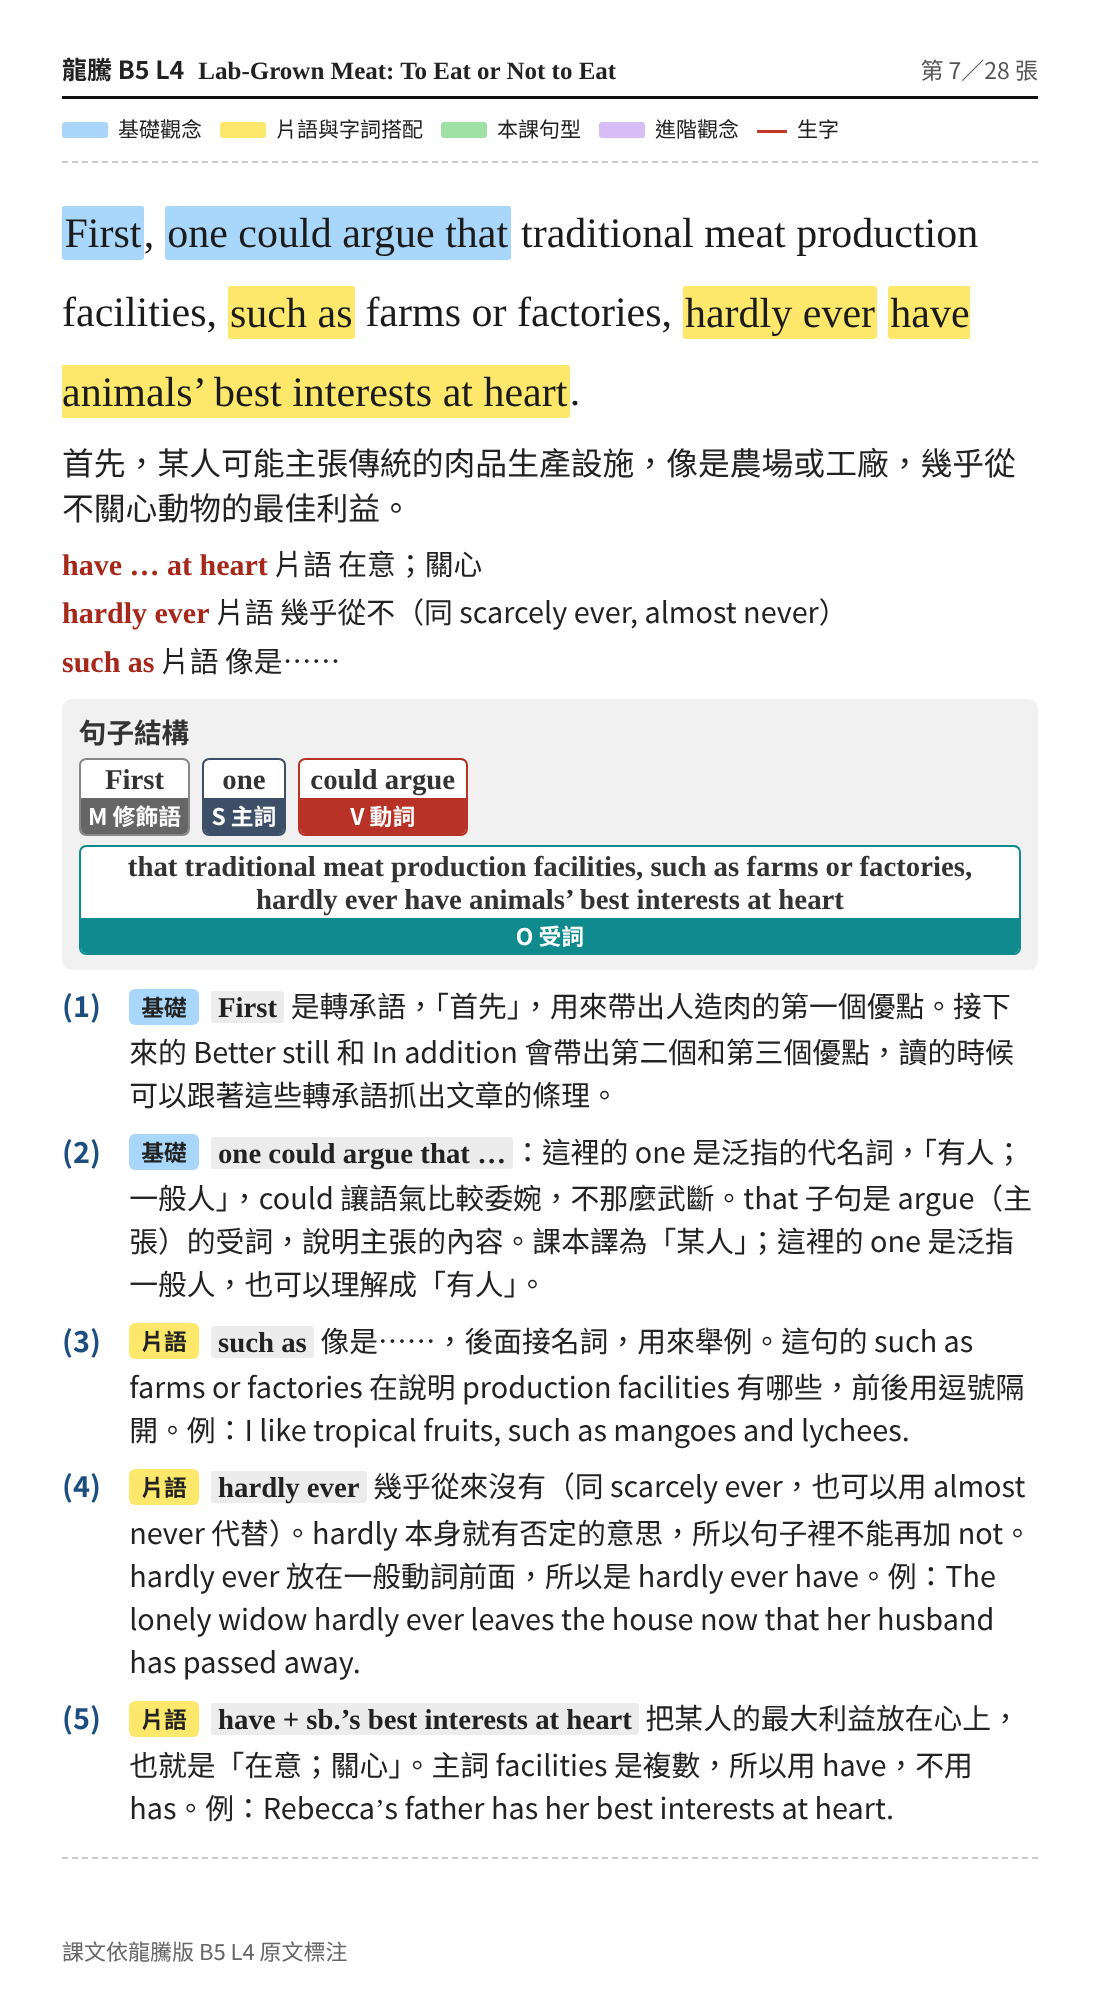 龍騰 B5 L4 Lab-Grown Meat: To Eat or Not to Eat 第 7／28 張
基礎觀念 片語與字詞搭配 本課句型 進階觀念 生字
First, one could argue that traditional meat production
facilities, such as farms or factories, hardly ever have
animals’ best interests at heart.
首先，某人可能主張傳統的肉品生產設施，像是農場或工廠，幾乎從
不關心動物的最佳利益。
have … at heart 片語 在意；關心
hardly ever 片語 幾乎從不（同 scarcely ever, almost never）
such as 片語 像是……
句子結構
First one could argue
M 修飾語 S 主詞 V 動詞
that traditional meat production facilities, such as farms or factories,
hardly ever have animals’ best interests at heart
O 受詞
(1) 基礎 First 是轉承語，「首先」，用來帶出人造肉的第一個優點。接下
來的 Better still 和 In addition 會帶出第二個和第三個優點，讀的時候
可以跟著這些轉承語抓出文章的條理。
(2) 基礎 one could argue that …：這裡的 one 是泛指的代名詞，「有人；
一般人」，could 讓語氣比較委婉，不那麼武斷。that 子句是 argue（主
張）的受詞，說明主張的內容。課本譯為「某人」；這裡的 one 是泛指
一般人，也可以理解成「有人」。
(3) 片語 such as 像是……，後面接名詞，用來舉例。這句的 such as
farms or factories 在說明 production facilities 有哪些，前後用逗號隔
開。例：I like tropical fruits, such as mangoes and lychees.
(4) 片語 hardly ever 幾乎從來沒有（同 scarcely ever，也可以用 almost
never 代替）。hardly 本身就有否定的意思，所以句子裡不能再加 not。
hardly ever 放在一般動詞前面，所以是 hardly ever have。例：The
lonely widow hardly ever leaves the house now that her husband
has passed away.
(5) 片語 have + sb.’s best interests at heart 把某人的最大利益放在心上，
也就是「在意；關心」。主詞 facilities 是複數，所以用 have，不用
has。例：Rebecca’s father has her best interests at heart.
課文依龍騰版 B5 L4 原文標注